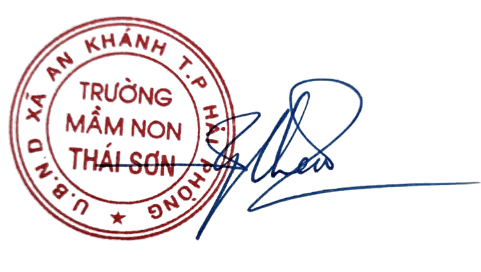 U.B.N.D XÃ AN KHÁNH T.P HẢI PHÒNG
TRƯỜNG
MẦM NON
THÁI SƠN